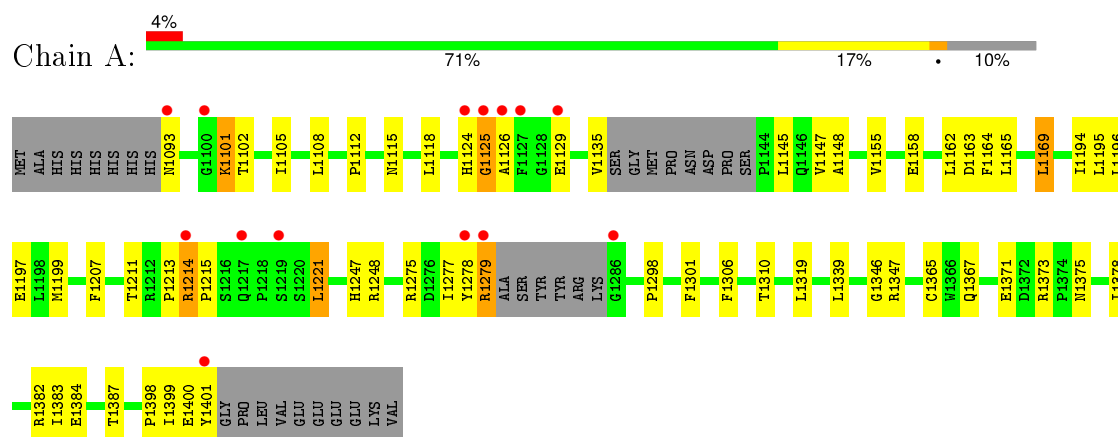 4%
Chain A:
71% 17% • 10%
MET ALA HIS HIS HIS HIS HIS HIS N1093 G1100 K1101 T1102 I1105 L1108 P1112 N1115 L1118 H1124 G1125 A1126 F1127 G1128 E1129 V1135 SER GLY MET PRO ASN ASP PRO SER P1144 L1145 Q1146 V1147 A1148 V1155 E1158 L1162 D1163 F1164 L1165 L1169 I1194 L1195 L1196
E1197 L1198 M1199 F1207 T1211 R1212 P1213 R1214 P1215 S1216 Q1217 P1218 S1219 S1220 L1221 H1247 R1248 R1275 D1276 I1277 Y1278 R1279 ALA SER TYR TYR ARG LYS G1286 P1298 F1301 F1306 T1310 L1319 L1339 G1346 R1347 C1365 W1366 Q1367 E1371 D1372 R1373 P1374 N1375
R1382 I1383 E1384 T1387 P1398 I1399 E1400 Y1401 GLY PRO LEU VAL GLU GLU GLU GLU LYS VAL